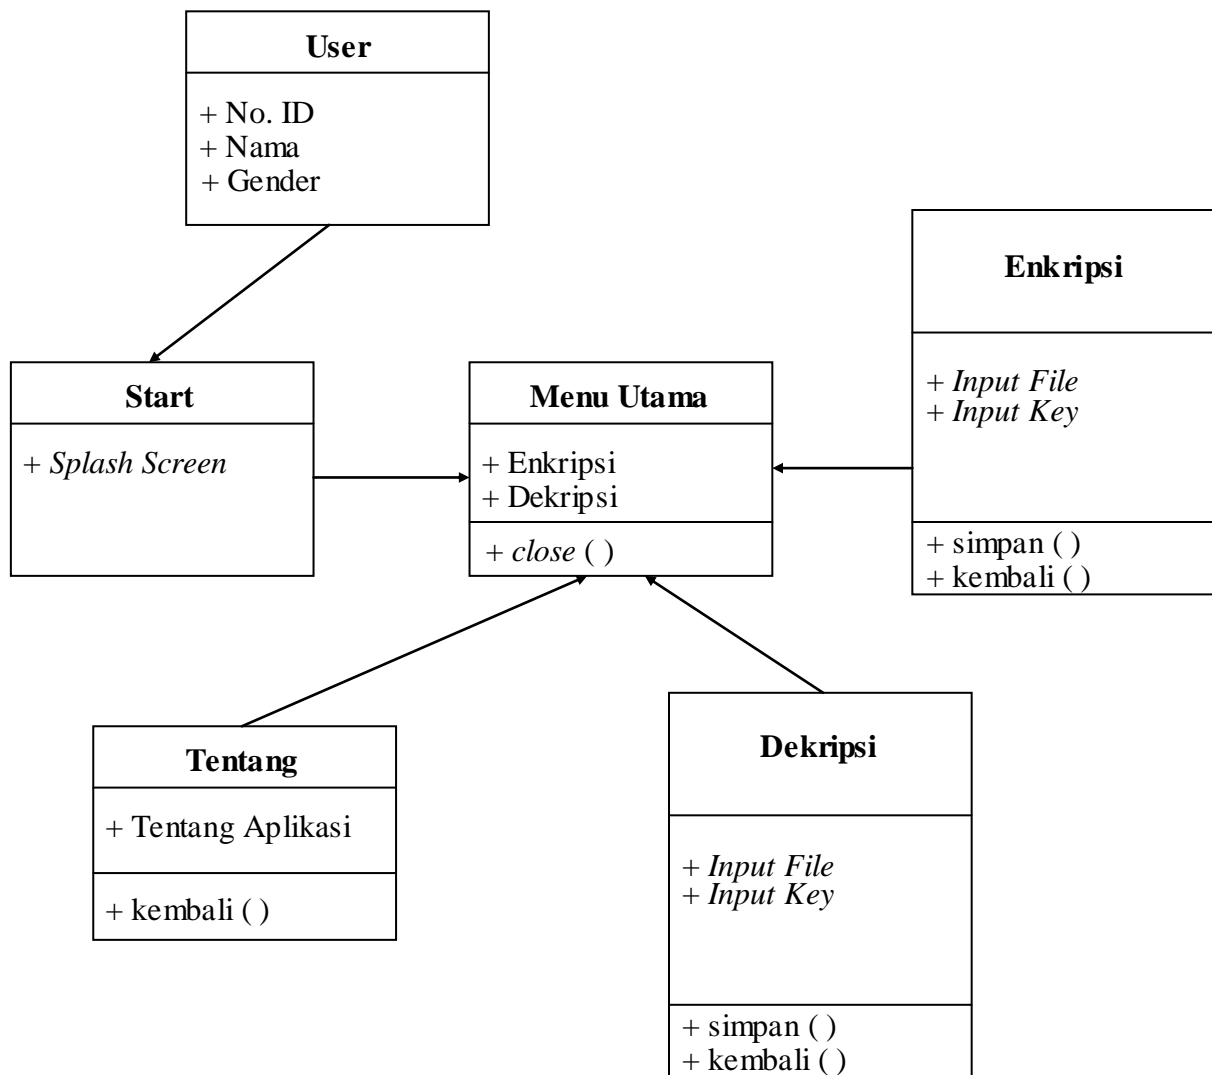 User
+ No. ID
+ Nama
+ Gender
Enkripsi
+ Input File
+ Input Key
+ simpan ( )
+ kembali ( )
Start
+ Splash Screen
Menu Utama
+ Enkripsi
+ Dekripsi
+ close ( )
Tentang
+ Tentang Aplikasi
+ kembali ( )
Dekripsi
+ Input File
+ Input Key
+ simpan ( )
+ kembali ( )